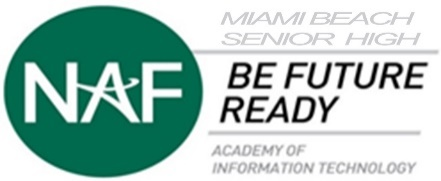 MIAMI BEACH
SENIOR HIGH
NAF
BE FUTURE
READY
ACADEMY OF
INFORMATION TECHNOLOGY